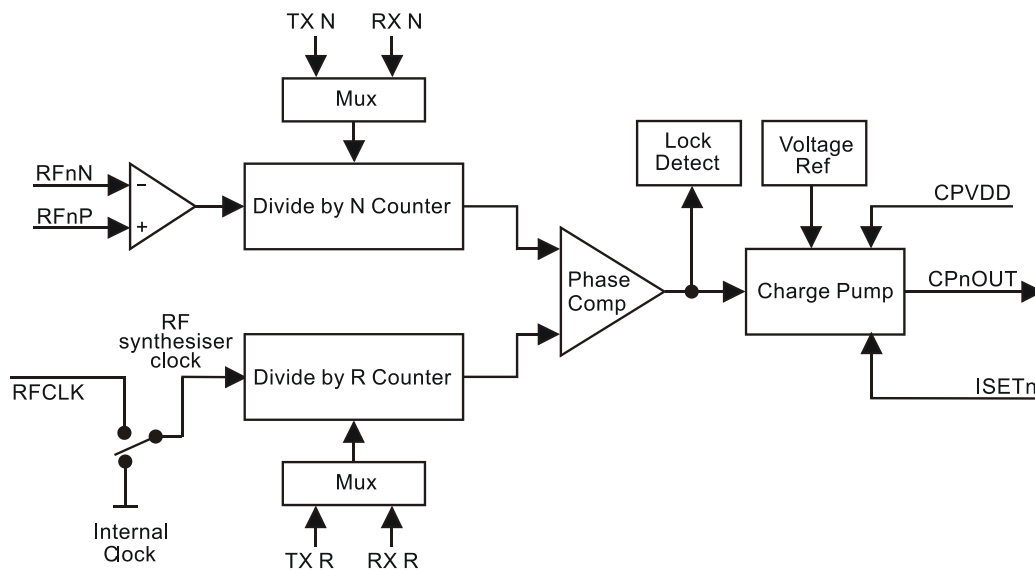 TX N
RX N
Mux
RFnN
−
RFnP
+
Divide by N Counter
Lock
Detect
Voltage
Ref
CPVDD
Phase
Comp
Charge Pump
CPnOUT
ISETn
RF
synthesiser
clock
RFCLK
Divide by R Counter
Internal
Clock
Mux
TX R
RX R